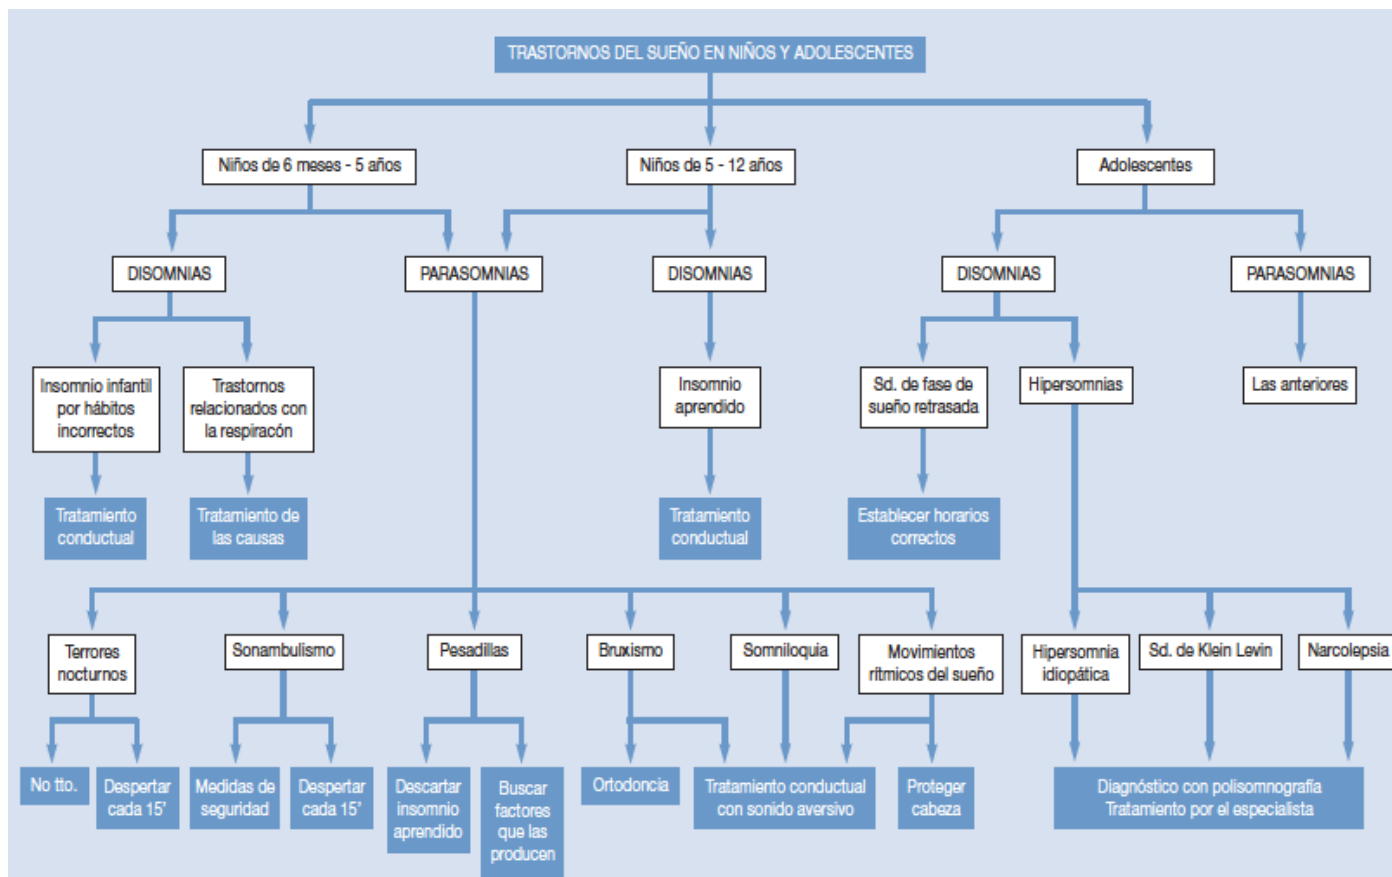 TRASTORNOS DEL SUEÑO EN NIÑOS Y ADOLESCENTES
Niños de 6 meses - 5 años
Niños de 5 - 12 años
Adolescentes
DISOMNIAS
PARASOMNIAS
DISOMNIAS
DISOMNIAS
PARASOMNIAS
Insomnio infantil
por hábitos
incorrectos
Trastornos
relacionados con
la respiracón
Insomnio
aprendido
Sd. de fase de
sueño retrasada
Hipersomnias
Las anteriores
Tratamiento
conductual
Tratamiento de
las causas
Tratamiento
conductual
Establecer horarios
correctos
Terrores
nocturnos
Sonambulismo
Pesadillas
Bruxismo
Somniloquia
Movimientos
rítmicos del sueño
Hipersomnia
idiopática
Sd. de Klein Levin
Narcolepsia
No tto.
Despertar
cada 15'
Medidas de
seguridad
Despertar
cada 15'
Descartar
insomnio
aprendido
Buscar
factores
que las
producen
Ortodoncia
Tratamiento conductual
con sonido aversivo
Proteger
cabeza
Diagnóstico con polisomnografía
Tratamiento por el especialista